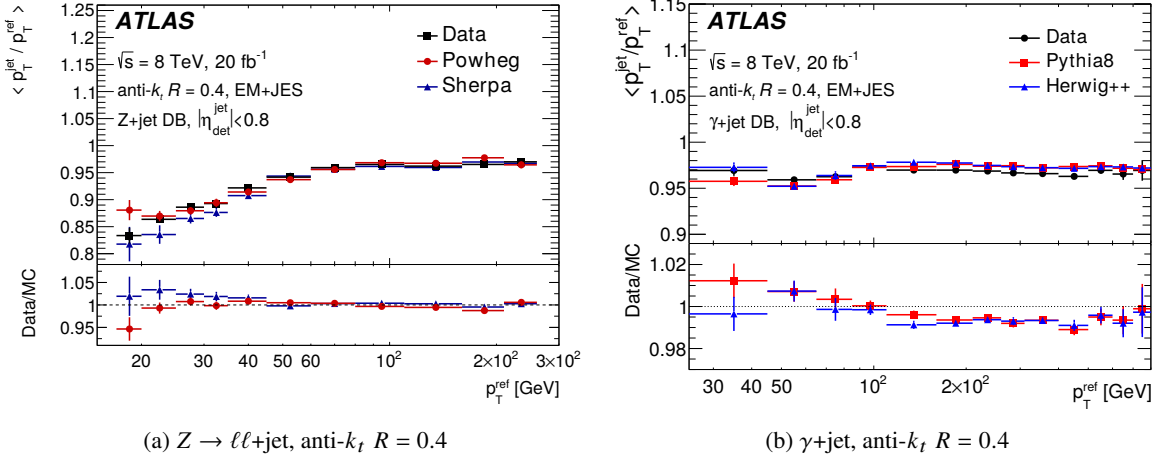 < p_T^jet / p_T^ref >
1.25
1.2
1.15
1.1
1.05
1
0.95
0.9
0.85
0.8
ATLAS
√s = 8 TeV, 20 fb⁻¹
anti-k_t R = 0.4, EM+JES
Z+jet DB, |η_det^jet|<0.8
Data
Powheg
Sherpa
Data/MC
1.05
1
0.95
20 30 40 50 60 10² 2×10² 3×10²
p_T^ref [GeV]
(a) Z → ℓℓ+jet, anti-k_t R = 0.4
<p_T^jet/p_T^ref >
1.15
1.1
1.05
1
0.95
0.9
ATLAS
√s = 8 TeV, 20 fb⁻¹
anti-k_t R = 0.4, EM+JES
γ+jet DB, |η_det^jet|<0.8
Data
Pythia8
Herwig++
Data/MC
1.02
1
0.98
30 40 50 10² 2×10²
p_T^ref [GeV]
(b) γ+jet, anti-k_t R = 0.4